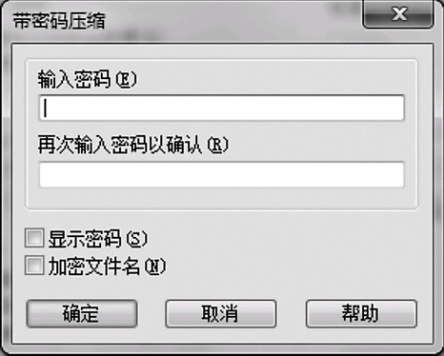 带密码压缩
输入密码(E)
再次输入密码以确认(R)
显示密码(S)
加密文件名(N)
确定 取消 帮助